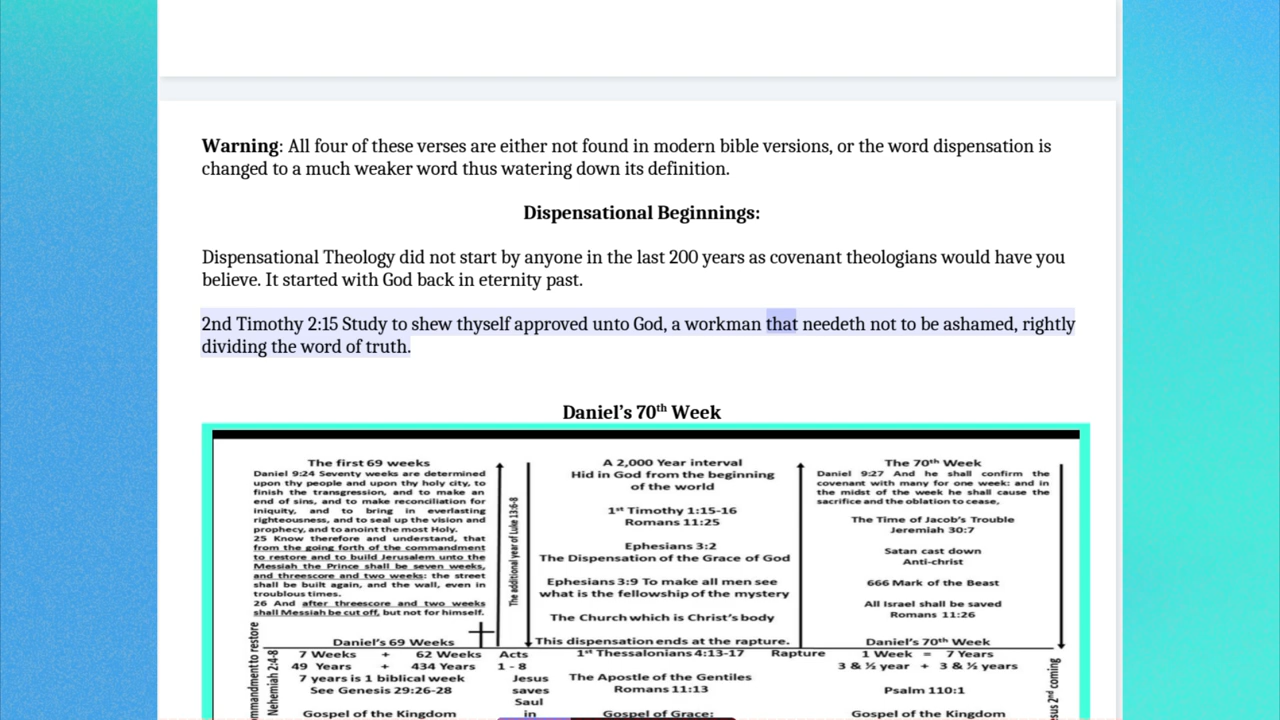 Warning: All four of these verses are either not found in modern bible versions, or the word dispensation is
changed to a much weaker word thus watering down its definition.
Dispensational Beginnings:
Dispensational Theology did not start by anyone in the last 200 years as covenant theologians would have you
believe. It started with God back in eternity past.
2nd Timothy 2:15 Study to shew thyself approved unto God, a workman that needeth not to be ashamed, rightly
dividing the word of truth.
Daniel’s 70th Week
The first 69 weeks
Daniel 9:24 Seventy weeks are determined
upon thy people and upon thy holy city, to
finish the transgression, and to make an
end of sins, and to make reconciliation for
iniquity, and to bring in everlasting
righteousness, and to seal up the vision and
prophecy, and to anoint the most Holy.
25 Know therefore and understand, that
from the going forth of the commandment
to restore and to build Jerusalem unto the
Messiah the Prince shall be seven weeks,
and threescore and two weeks: the street
shall be built again, and the wall, even in
troublous times.
26 And after threescore and two weeks
shall Messiah be cut off, but not for himself.
The additional year of Luke 13:6-8
A 2,000 Year interval
Hid in God from the beginning
of the world
1st Timothy 1:15-16
Romans 11:25
Ephesians 3:2
The Dispensation of the Grace of God
Ephesians 3:9 To make all men see
what is the fellowship of the mystery
The Church which is Christ’s body
This dispensation ends at the rapture.
The 70th Week
Daniel 9:27 And he shall confirm the
covenant with many for one week: and in
the midst of the week he shall cause the
sacrifice and the oblation to cease,
The Time of Jacob’s Trouble
Jeremiah 30:7
Satan cast down
Anti-christ
666 Mark of the Beast
All Israel shall be saved
Romans 11:26
Daniel’s 69 Weeks
7 Weeks + 62 Weeks
49 Years + 434 Years
7 years is 1 biblical week
See Genesis 29:26-28
Gospel of the Kingdom
to restore
Nehemiah 2:4-8
Acts
1 - 8
Jesus
saves
Saul
in
1st Thessalonians 4:13-17 Rapture
The Apostle of the Gentiles
Romans 11:13
Gospel of Grace:
Daniel’s 70th Week
1 Week = 7 Years
3 & ½ year + 3 & ½ years
Psalm 110:1
Gospel of the Kingdom
2nd coming